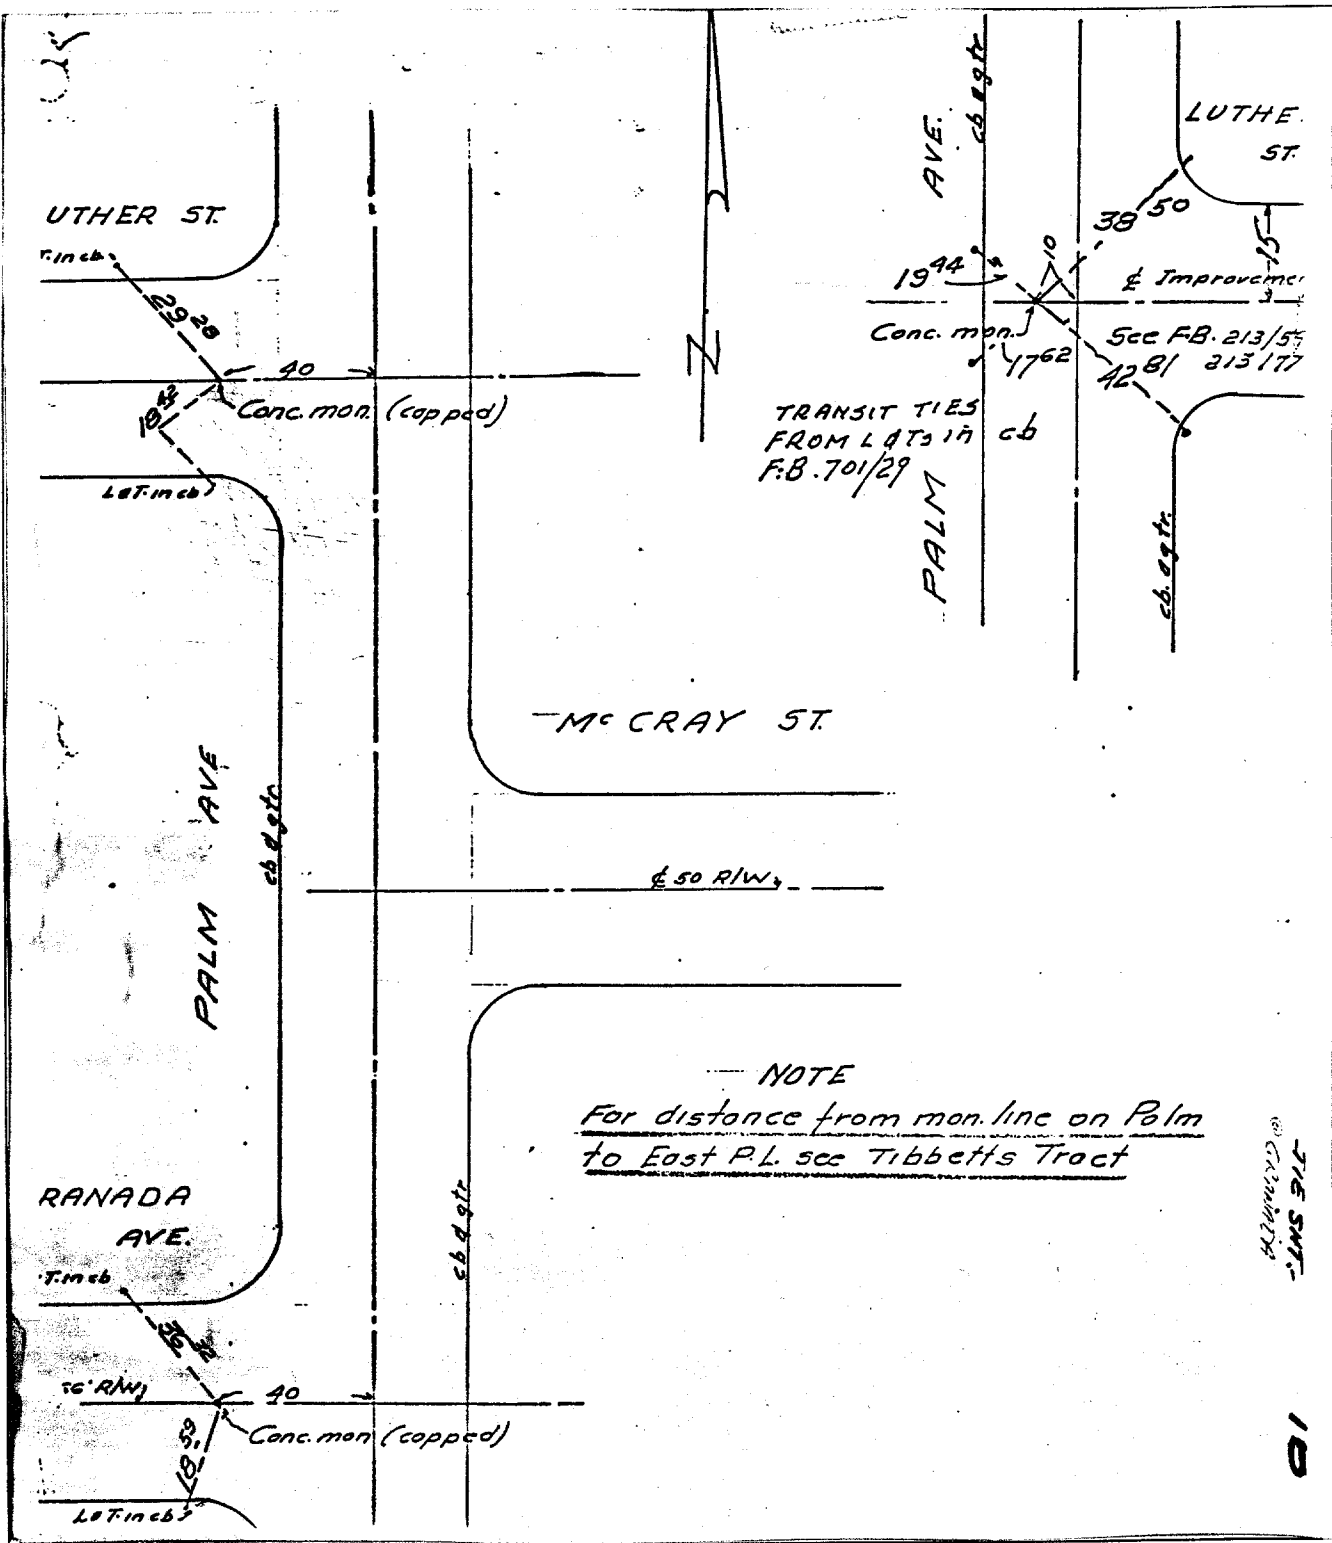 UTHER ST.
T. in cb
29 28
40
Conc. mon. (capped)
18 42
L&T. in cb
PALM AVE
cb & gtr.
N
AVE.
cb & gtr.
LUTHE
ST.
38 50
10
15
19 44
¢ Improveme
Conc. mon.
17 62
See F.B. 213/55
213/77
42 81
TRANSIT TIES
FROM L & Ts in cb
F.B. 701/29
PALM
cb. & gtr.
Mc CRAY ST.
¢ 50 R/W
NOTE
For distance from mon. line on Palm
to East P.L. see Tibbetts Tract
cb & gtr
RANADA
AVE.
T. in cb
R/W
40
Conc. mon (capped)
18 59
L&T. in cb
TIE SHT.
10